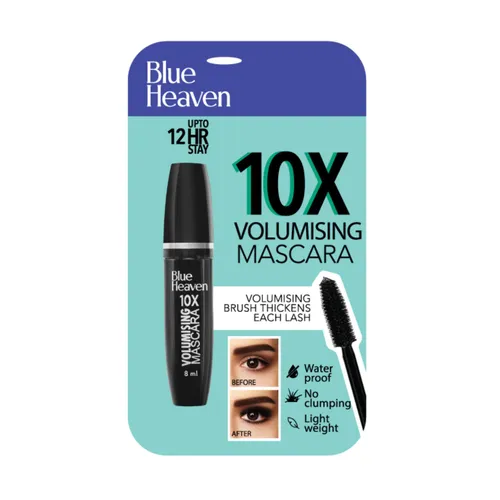 Blue
Heaven
UPTO
12 HR
STAY
10X
VOLUMISING
MASCARA
Blue
Heaven
10X
VOLUMISING
MASCARA
8 ml
VOLUMISING
BRUSH THICKENS
EACH LASH
BEFORE
AFTER
Water
proof
No
clumping
Light
weight